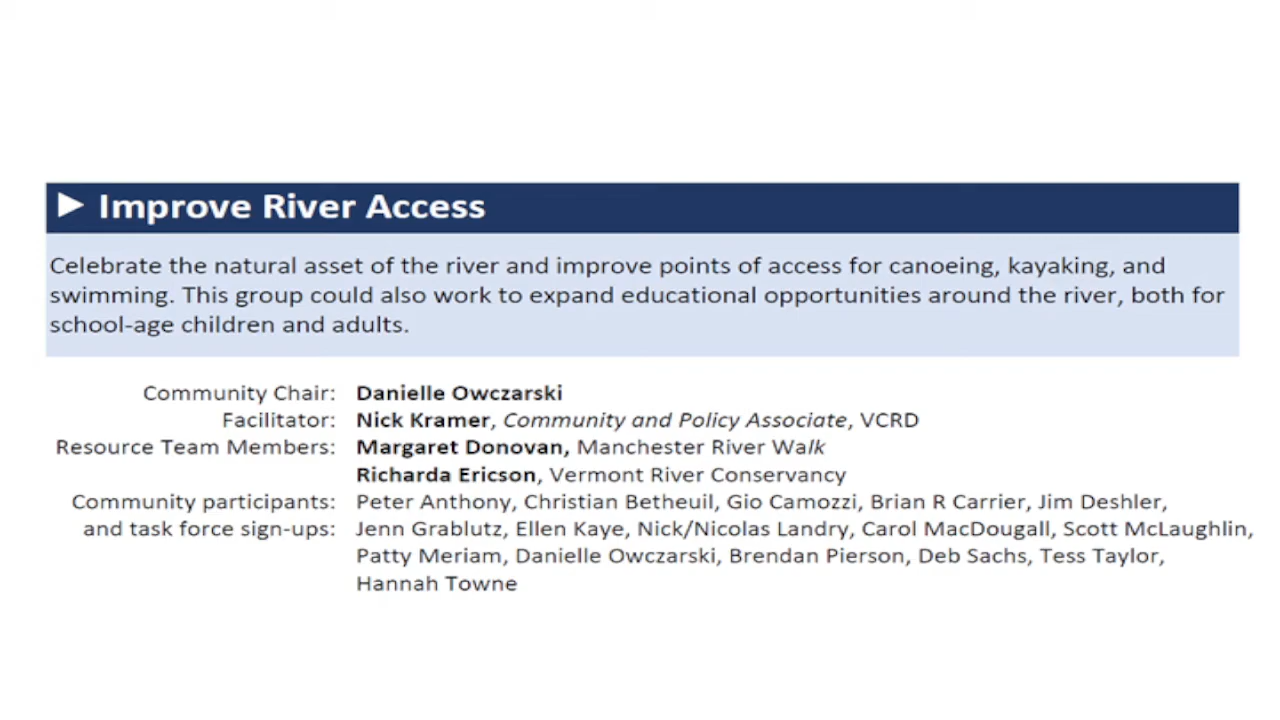 ► Improve River Access
Celebrate the natural asset of the river and improve points of access for canoeing, kayaking, and
swimming. This group could also work to expand educational opportunities around the river, both for
school-age children and adults.
Community Chair: Danielle Owczarski
Facilitator: Nick Kramer, Community and Policy Associate, VCRD
Resource Team Members: Margaret Donovan, Manchester River Walk
Richarda Ericson, Vermont River Conservancy
Community participants: Peter Anthony, Christian Betheuil, Gio Camozzi, Brian R Carrier, Jim Deshler,
and task force sign-ups: Jenn Grablutz, Ellen Kaye, Nick/Nicolas Landry, Carol MacDougall, Scott McLaughlin,
Patty Meriam, Danielle Owczarski, Brendan Pierson, Deb Sachs, Tess Taylor,
Hannah Towne